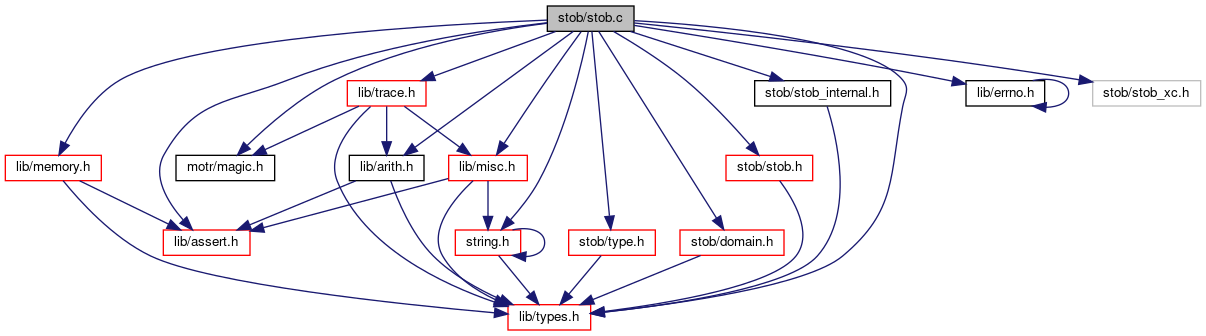 stob/stob.c
lib/trace.h
stob/stob_internal.h
lib/errno.h
stob/stob_xc.h
lib/memory.h
motr/magic.h
lib/arith.h
lib/misc.h
stob/stob.h
lib/assert.h
string.h
stob/type.h
stob/domain.h
lib/types.h